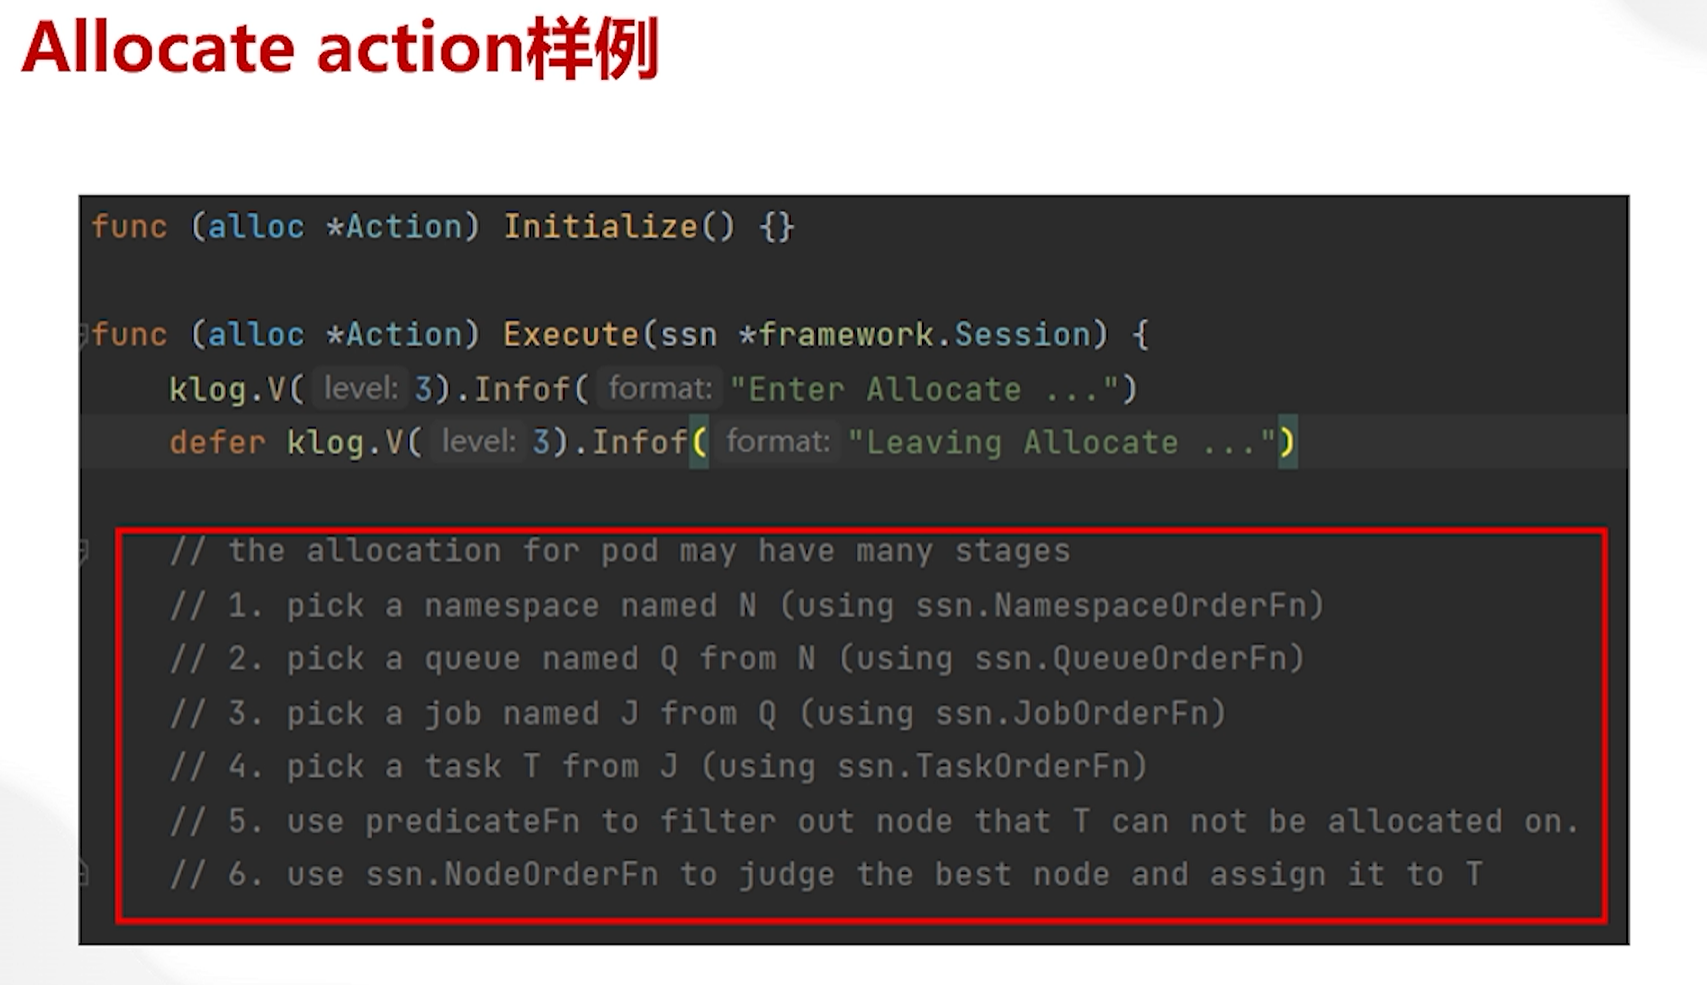 Allocate action样例
func (alloc *Action) Initialize() {}
func (alloc *Action) Execute(ssn *framework.Session) {
klog.V( level: 3).Infof( format: "Enter Allocate ...")
defer klog.V( level: 3).Infof( format: "Leaving Allocate ...")
// the allocation for pod may have many stages
// 1. pick a namespace named N (using ssn.NamespaceOrderFn)
// 2. pick a queue named Q from N (using ssn.QueueOrderFn)
// 3. pick a job named J from Q (using ssn.JobOrderFn)
// 4. pick a task T from J (using ssn.TaskOrderFn)
// 5. use predicateFn to filter out node that T can not be allocated on.
// 6. use ssn.NodeOrderFn to judge the best node and assign it to T